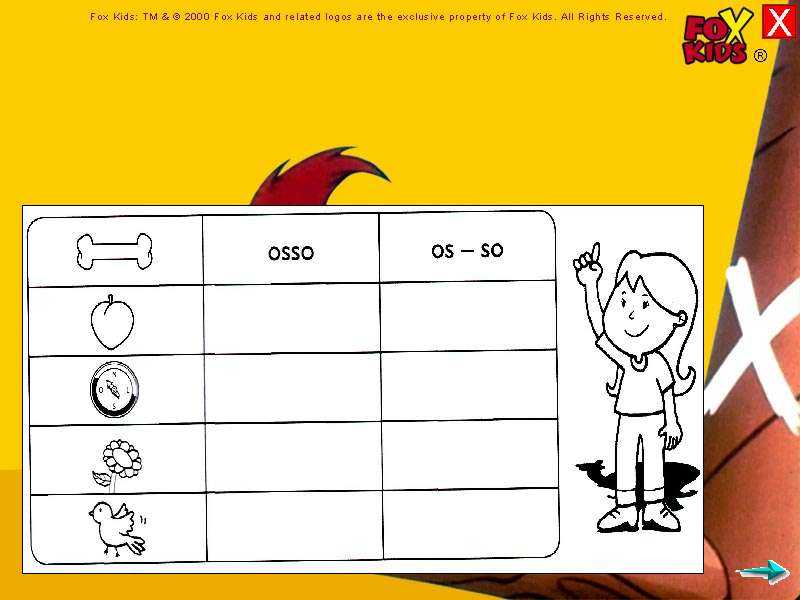 Fox Kids: TM & © 2000 Fox Kids and related logos are the exclusive property of Fox Kids. All Rights Reserved.
FOX
KIDS ®
X
OSSO
OS – SO
N
O L
S
X